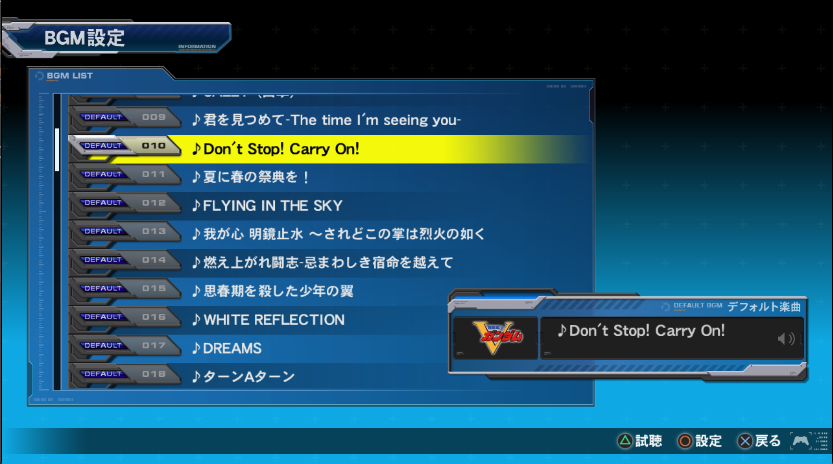 BGM設定
INFORMATION
BGM LIST
DEFAULT 009 ♪君を見つめて-The time I'm seeing you-
DEFAULT 010 ♪Don't Stop! Carry On!
DEFAULT 011 ♪夏に春の祭典を！
DEFAULT 012 ♪FLYING IN THE SKY
DEFAULT 013 ♪我が心 明鏡止水 ～されどこの掌は烈火の如く
DEFAULT 014 ♪燃え上がれ闘志-忌まわしき宿命を越えて
DEFAULT 015 ♪思春期を殺した少年の翼
DEFAULT 016 ♪WHITE REFLECTION
DEFAULT 017 ♪DREAMS
DEFAULT 018 ♪ターンAターン
DEFAULT BGM デフォルト楽曲
V ガンダム
♪Don't Stop! Carry On!
試聴 設定 戻る